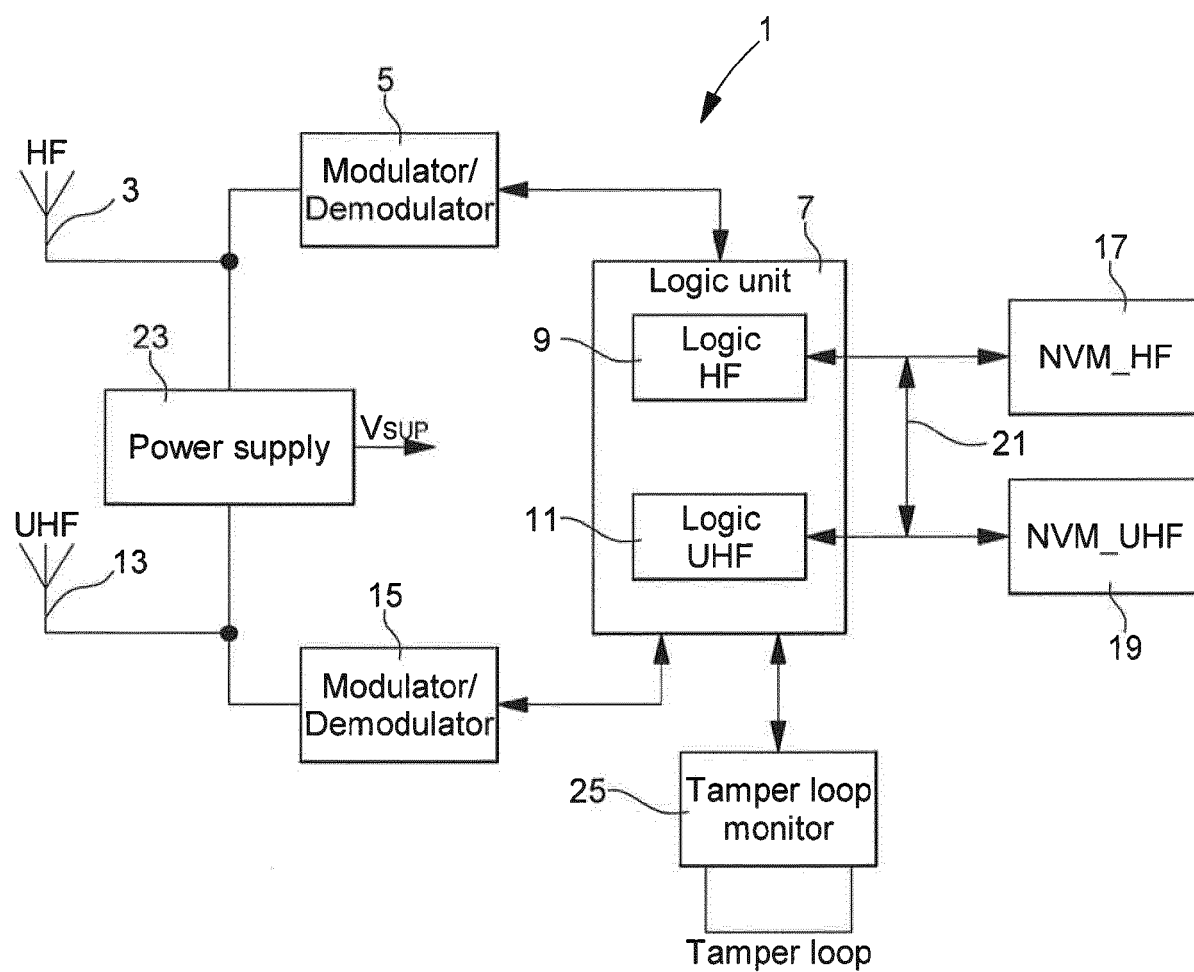 1
5
HF
3
Modulator/
Demodulator
7
17
Logic unit
23
9
Logic
HF
NVM_HF
Power supply
VSUP
21
UHF
13
11
Logic
UHF
NVM_UHF
15
19
Modulator/
Demodulator
25
Tamper loop
monitor
Tamper loop